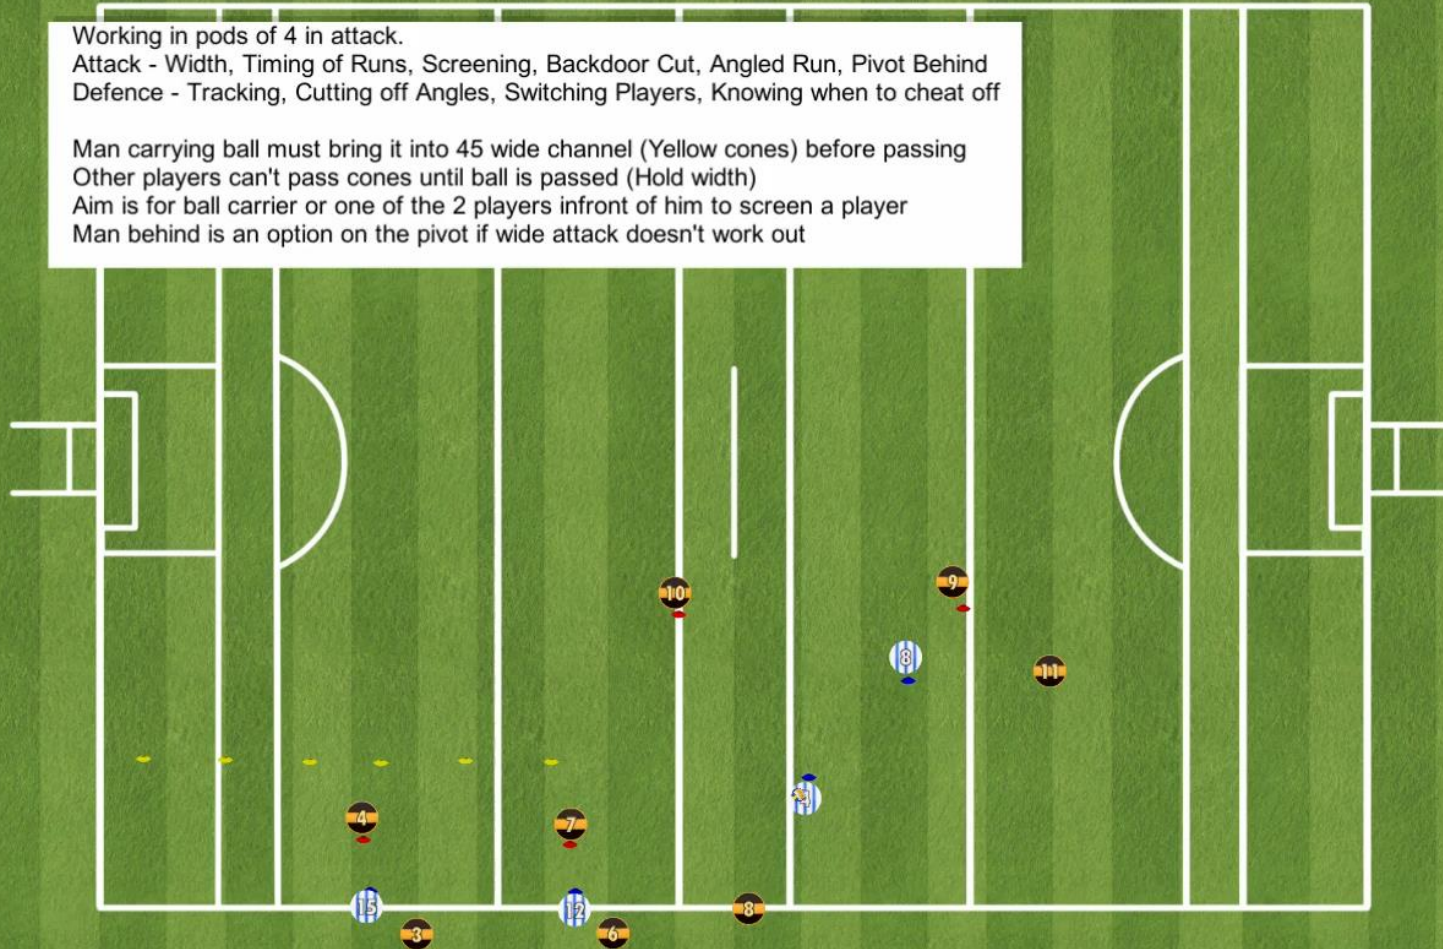 Working in pods of 4 in attack.
Attack - Width, Timing of Runs, Screening, Backdoor Cut, Angled Run, Pivot Behind
Defence - Tracking, Cutting off Angles, Switching Players, Knowing when to cheat off
Man carrying ball must bring it into 45 wide channel (Yellow cones) before passing
Other players can't pass cones until ball is passed (Hold width)
Aim is for ball carrier or one of the 2 players infront of him to screen a player
Man behind is an option on the pivot if wide attack doesn't work out
9
10
8
11
4
7
15
12
8
3
6